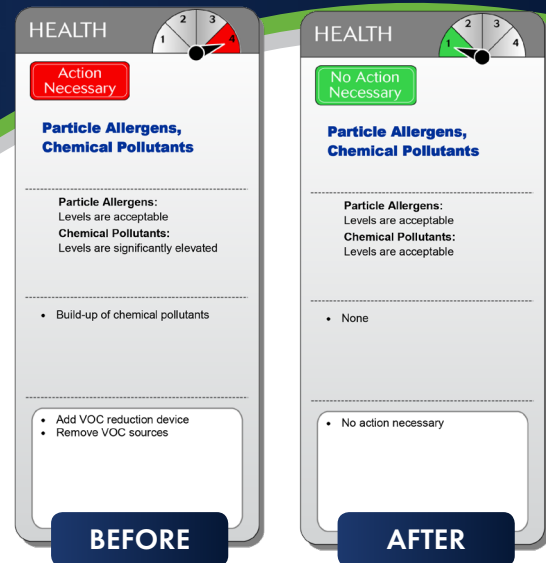 HEALTH
1
2
3
4
Action
Necessary
Particle Allergens,
Chemical Pollutants
Particle Allergens:
Levels are acceptable
Chemical Pollutants:
Levels are significantly elevated
• Build-up of chemical pollutants
• Add VOC reduction device
• Remove VOC sources
BEFORE
HEALTH
1
2
3
4
No Action
Necessary
Particle Allergens,
Chemical Pollutants
Particle Allergens:
Levels are acceptable
Chemical Pollutants:
Levels are acceptable
• None
• No action necessary
AFTER